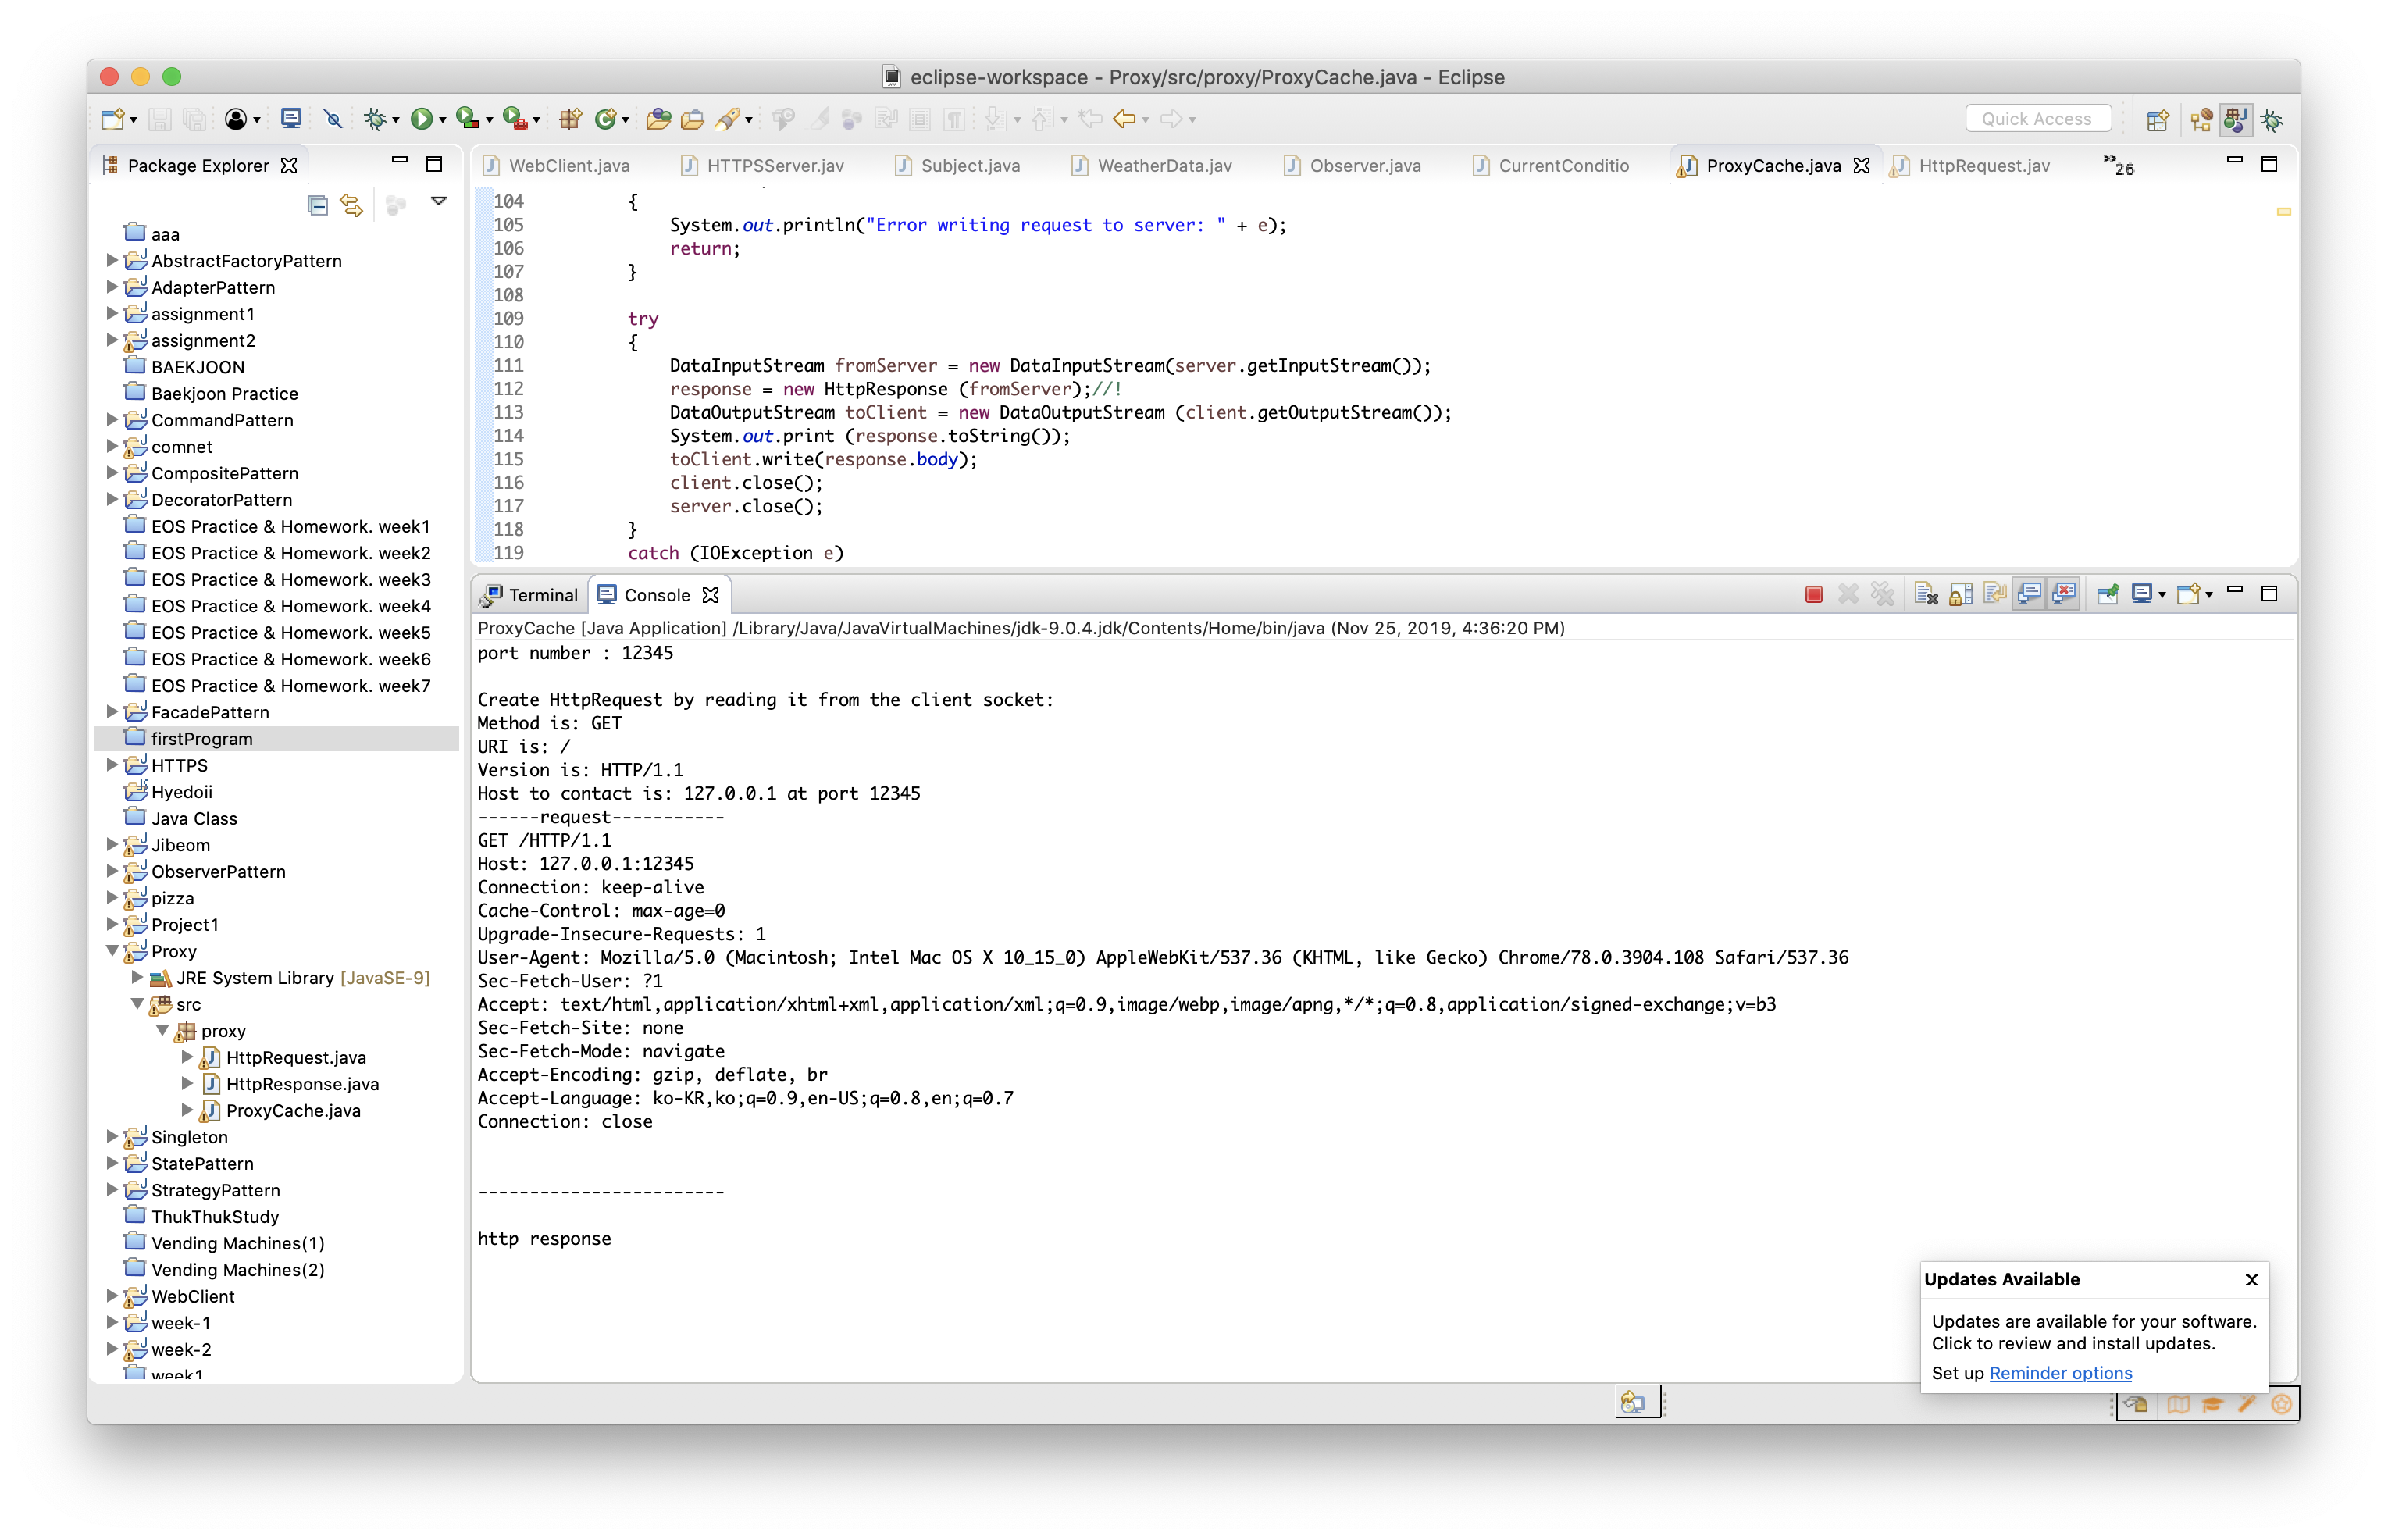 eclipse-workspace - Proxy/src/proxy/ProxyCache.java - Eclipse
Quick Access
Package Explorer
aaa
AbstractFactoryPattern
AdapterPattern
assignment1
assignment2
BAEKJOON
Baekjoon Practice
CommandPattern
comnet
CompositePattern
DecoratorPattern
EOS Practice & Homework. week1
EOS Practice & Homework. week2
EOS Practice & Homework. week3
EOS Practice & Homework. week4
EOS Practice & Homework. week5
EOS Practice & Homework. week6
EOS Practice & Homework. week7
FacadePattern
firstProgram
HTTPS
Hyedoii
Java Class
Jibeom
ObserverPattern
pizza
Project1
Proxy
JRE System Library [JavaSE-9]
src
proxy
HttpRequest.java
HttpResponse.java
ProxyCache.java
Singleton
StatePattern
StrategyPattern
ThukThukStudy
Vending Machines(1)
Vending Machines(2)
WebClient
week-1
week-2
week1
WebClient.java HTTPSServer.jav Subject.java WeatherData.jav Observer.java CurrentConditio ProxyCache.java HttpRequest.jav »26
104 {
105 System.out.println("Error writing request to server: " + e);
106 return;
107 }
108
109 try
110 {
111 DataInputStream fromServer = new DataInputStream(server.getInputStream());
112 response = new HttpResponse (fromServer);//!
113 DataOutputStream toClient = new DataOutputStream (client.getOutputStream());
114 System.out.print (response.toString());
115 toClient.write(response.body);
116 client.close();
117 server.close();
118 }
119 catch (IOException e)
Terminal Console
ProxyCache [Java Application] /Library/Java/JavaVirtualMachines/jdk-9.0.4.jdk/Contents/Home/bin/java (Nov 25, 2019, 4:36:20 PM)
port number : 12345
Create HttpRequest by reading it from the client socket:
Method is: GET
URI is: /
Version is: HTTP/1.1
Host to contact is: 127.0.0.1 at port 12345
------request-----------
GET /HTTP/1.1
Host: 127.0.0.1:12345
Connection: keep-alive
Cache-Control: max-age=0
Upgrade-Insecure-Requests: 1
User-Agent: Mozilla/5.0 (Macintosh; Intel Mac OS X 10_15_0) AppleWebKit/537.36 (KHTML, like Gecko) Chrome/78.0.3904.108 Safari/537.36
Sec-Fetch-User: ?1
Accept: text/html,application/xhtml+xml,application/xml;q=0.9,image/webp,image/apng,*/*;q=0.8,application/signed-exchange;v=b3
Sec-Fetch-Site: none
Sec-Fetch-Mode: navigate
Accept-Encoding: gzip, deflate, br
Accept-Language: ko-KR,ko;q=0.9,en-US;q=0.8,en;q=0.7
Connection: close
------------------------
http response
Updates Available
Updates are available for your software.
Click to review and install updates.
Set up Reminder options